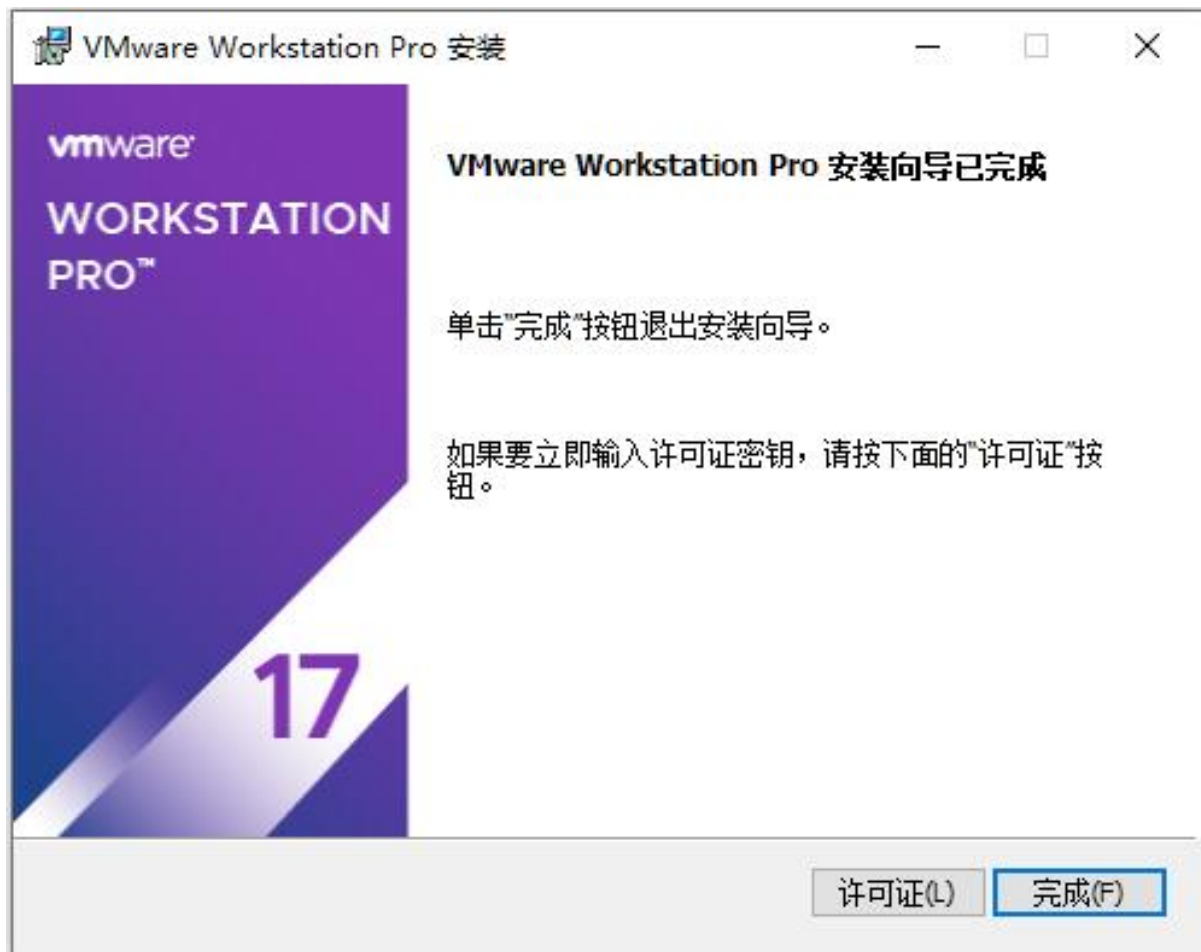 VMware Workstation Pro 安装
vmware
WORKSTATION
PRO™
17
VMware Workstation Pro 安装向导已完成
单击"完成"按钮退出安装向导。
如果要立即输入许可证密钥，请按下面的"许可证"按
钮。
许可证(L)
完成(F)